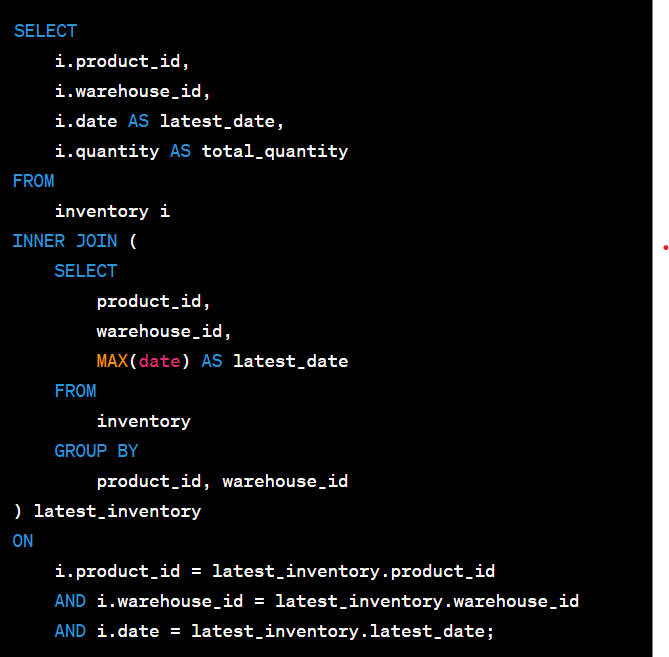 SELECT
    i.product_id,
    i.warehouse_id,
    i.date AS latest_date,
    i.quantity AS total_quantity
FROM
    inventory i
INNER JOIN (
    SELECT
        product_id,
        warehouse_id,
        MAX(date) AS latest_date
    FROM
        inventory
    GROUP BY
        product_id, warehouse_id
) latest_inventory
ON
    i.product_id = latest_inventory.product_id
    AND i.warehouse_id = latest_inventory.warehouse_id
    AND i.date = latest_inventory.latest_date;